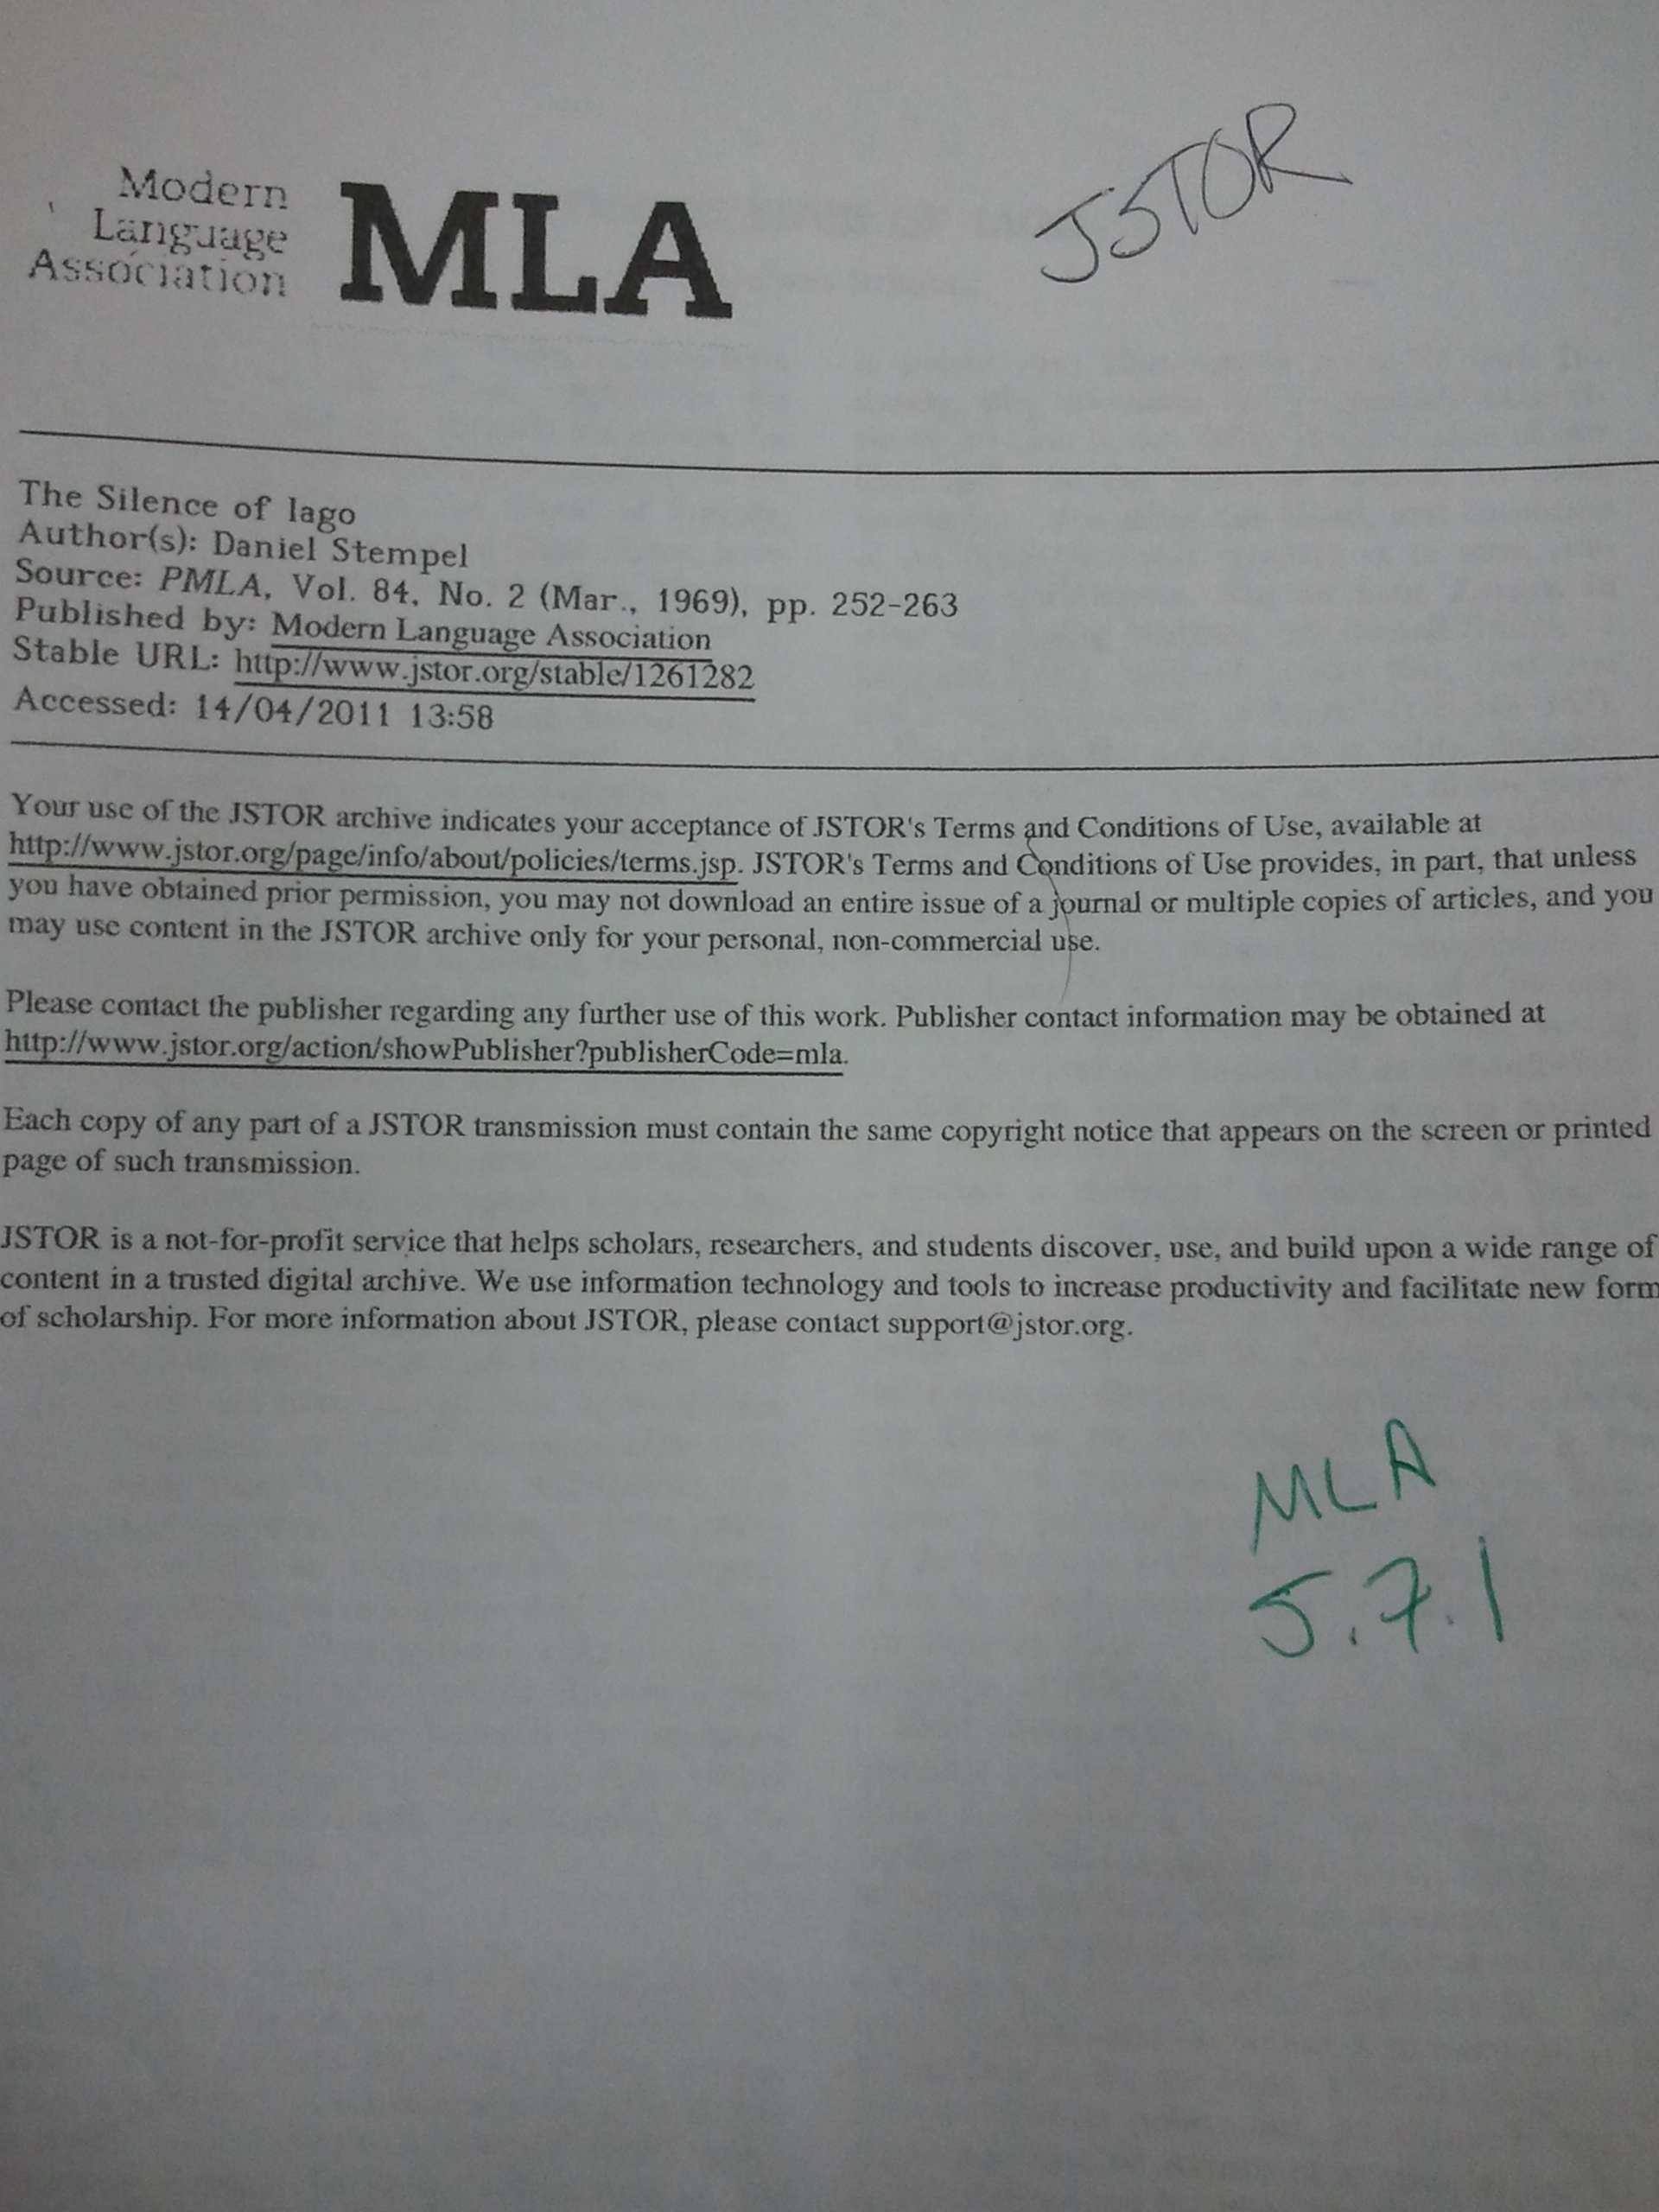 JSTOR
Modern
Language
Association
MLA
The Silence of Iago
Author(s): Daniel Stempel
Source: PMLA, Vol. 84, No. 2 (Mar., 1969), pp. 252-263
Published by: Modern Language Association
Stable URL: http://www.jstor.org/stable/1261282
Accessed: 14/04/2011 13:58
Your use of the JSTOR archive indicates your acceptance of JSTOR's Terms and Conditions of Use, available at
http://www.jstor.org/page/info/about/policies/terms.jsp. JSTOR's Terms and Conditions of Use provides, in part, that unless
you have obtained prior permission, you may not download an entire issue of a journal or multiple copies of articles, and you
may use content in the JSTOR archive only for your personal, non-commercial use.
Please contact the publisher regarding any further use of this work. Publisher contact information may be obtained at
http://www.jstor.org/action/showPublisher?publisherCode=mla.
Each copy of any part of a JSTOR transmission must contain the same copyright notice that appears on the screen or printed
page of such transmission.
JSTOR is a not-for-profit service that helps scholars, researchers, and students discover, use, and build upon a wide range of
content in a trusted digital archive. We use information technology and tools to increase productivity and facilitate new form
of scholarship. For more information about JSTOR, please contact support@jstor.org.
MLA
5.7.1